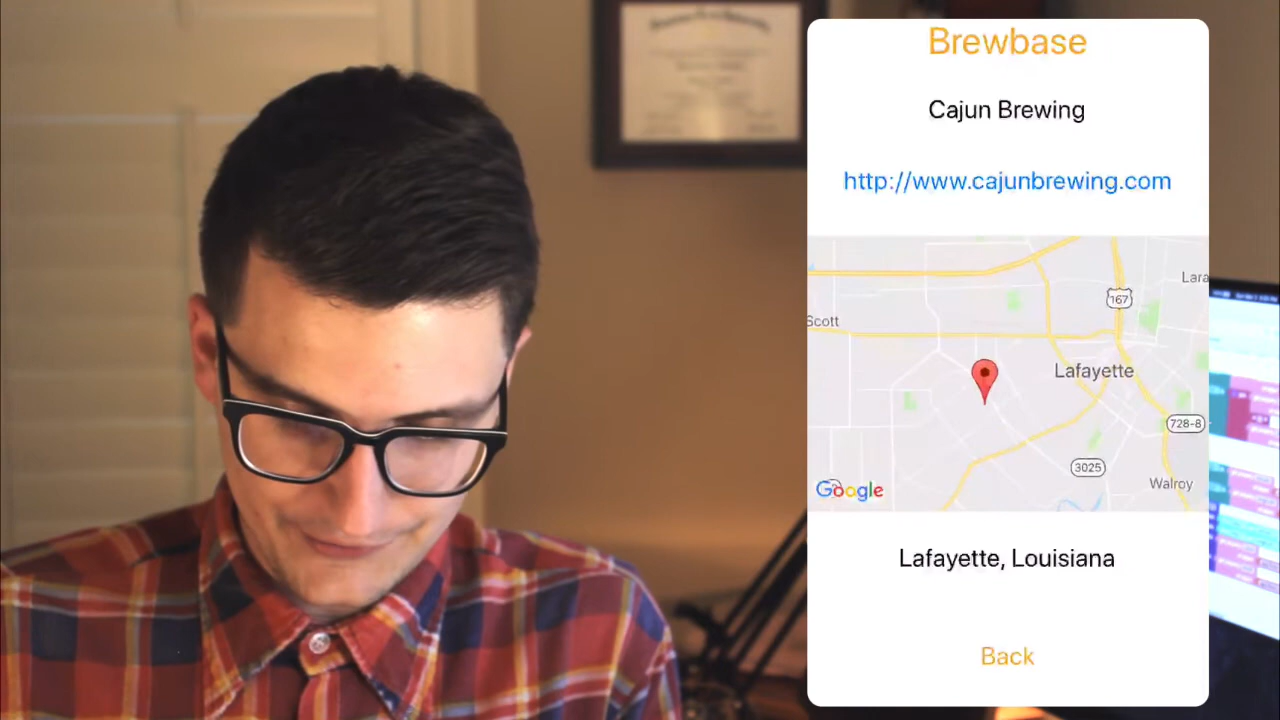 Brewbase
Cajun Brewing
http://www.cajunbrewing.com
Lara
167
Scott
Lafayette
728-8
3025
Google
Walroy
Lafayette, Louisiana
Back